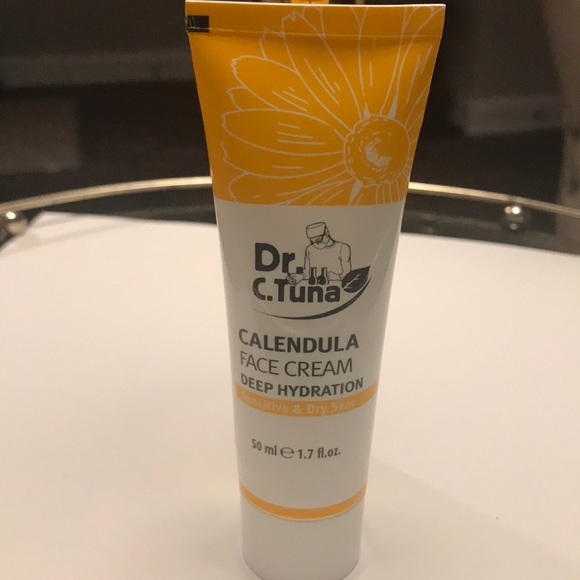 Dr.
C.Tuna
CALENDULA
FACE CREAM
DEEP HYDRATION
Sensitive & Dry Skin
50 ml ℮ 1.7 fl.oz.